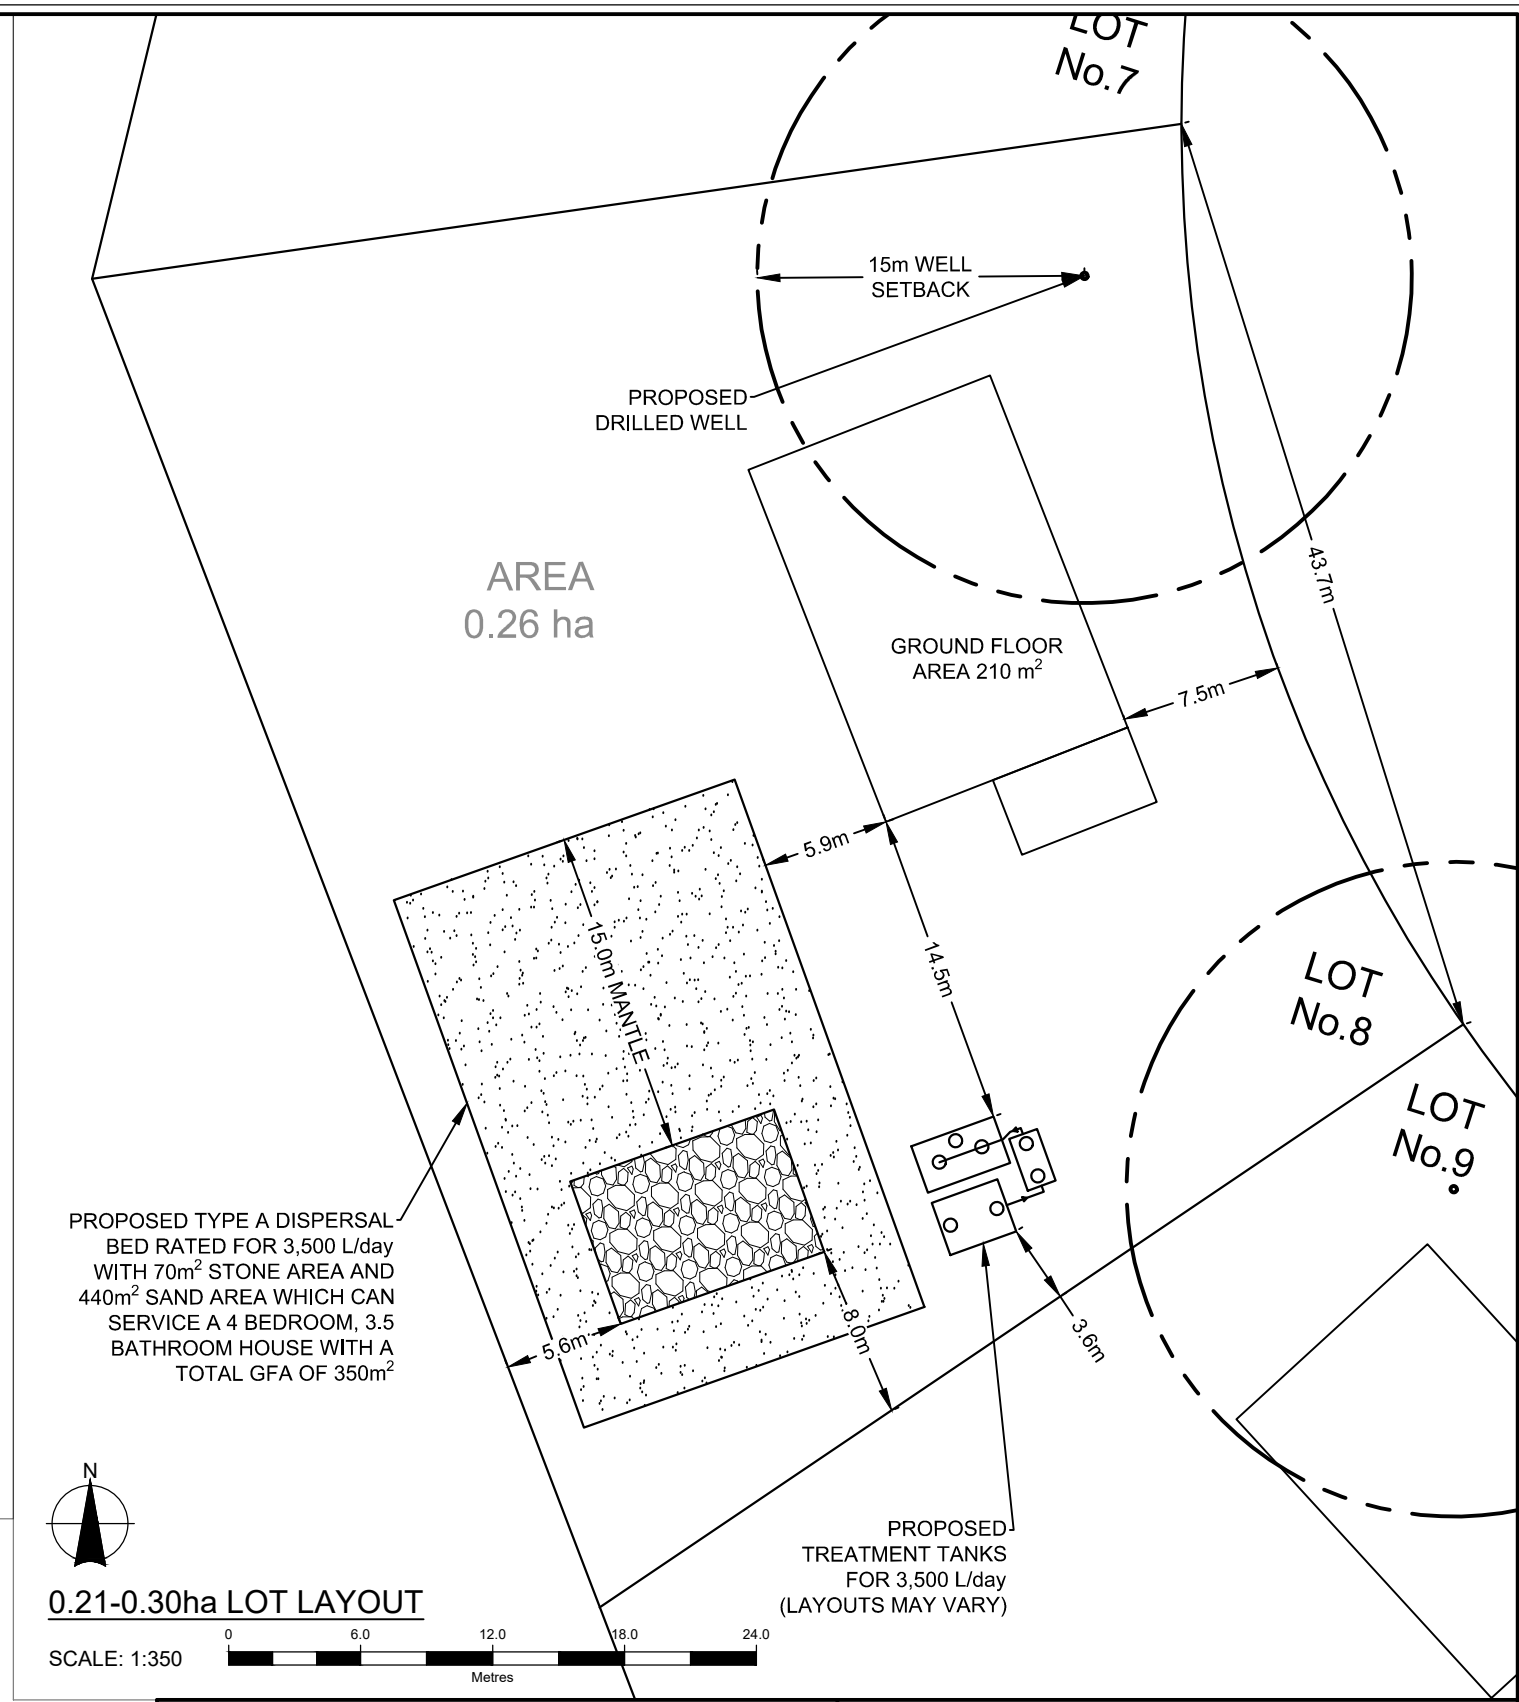 LOT
No.7
15m WELL
SETBACK
PROPOSED
DRILLED WELL
43.7m
AREA
0.26 ha
GROUND FLOOR
AREA 210 m²
7.5m
5.9m
15.0m MANTLE
14.5m
LOT
No.8
LOT
No.9
PROPOSED TYPE A DISPERSAL
BED RATED FOR 3,500 L/day
WITH 70m² STONE AREA AND
440m² SAND AREA WHICH CAN
SERVICE A 4 BEDROOM, 3.5
BATHROOM HOUSE WITH A
TOTAL GFA OF 350m²
5.6m
8.0m
3.6m
N
PROPOSED
TREATMENT TANKS
FOR 3,500 L/day
(LAYOUTS MAY VARY)
0.21-0.30ha LOT LAYOUT
SCALE: 1:350
0 6.0 12.0 18.0 24.0
Metres